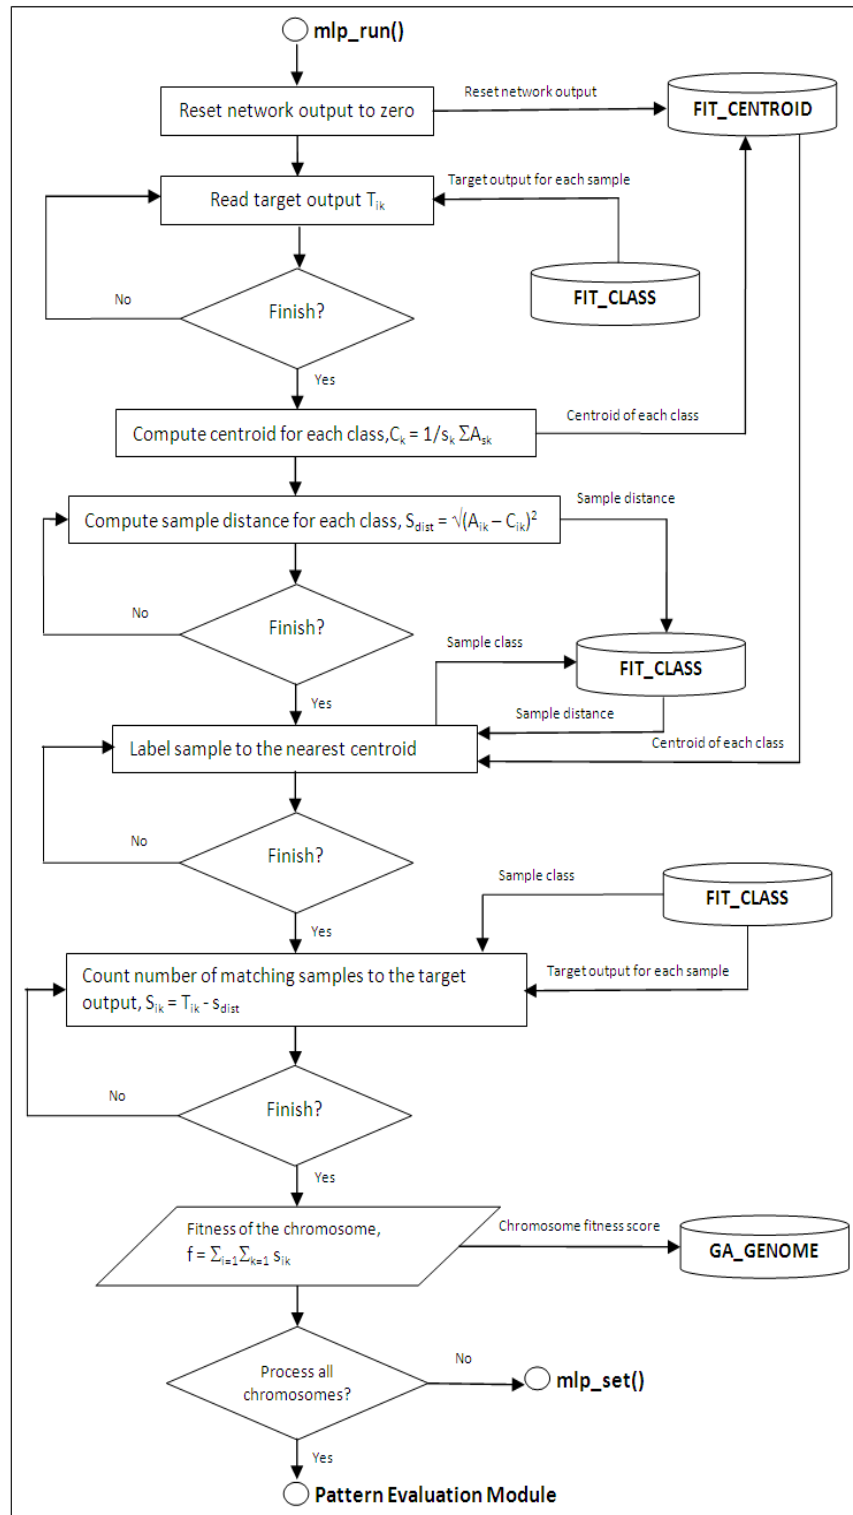 mlp_run()
Reset network output to zero
Reset network output
FIT_CENTROID
Read target output Tik
Target output for each sample
FIT_CLASS
No
Finish?
Yes
Compute centroid for each class,Ck = 1/sk ΣAsk
Centroid of each class
Compute sample distance for each class, Sdist = √(Aik – Cik)2
Sample distance
No
Finish?
Sample class
FIT_CLASS
Yes
Sample distance
Label sample to the nearest centroid
Centroid of each class
No
Finish?
Sample class
FIT_CLASS
Yes
Count number of matching samples to the target
output, Sik = Tik - sdist
Target output for each sample
No
Finish?
Yes
Fitness of the chromosome,
f = Σi=1Σk=1 sik
Chromosome fitness score
GA_GENOME
Process all
chromosomes?
No
mlp_set()
Yes
Pattern Evaluation Module